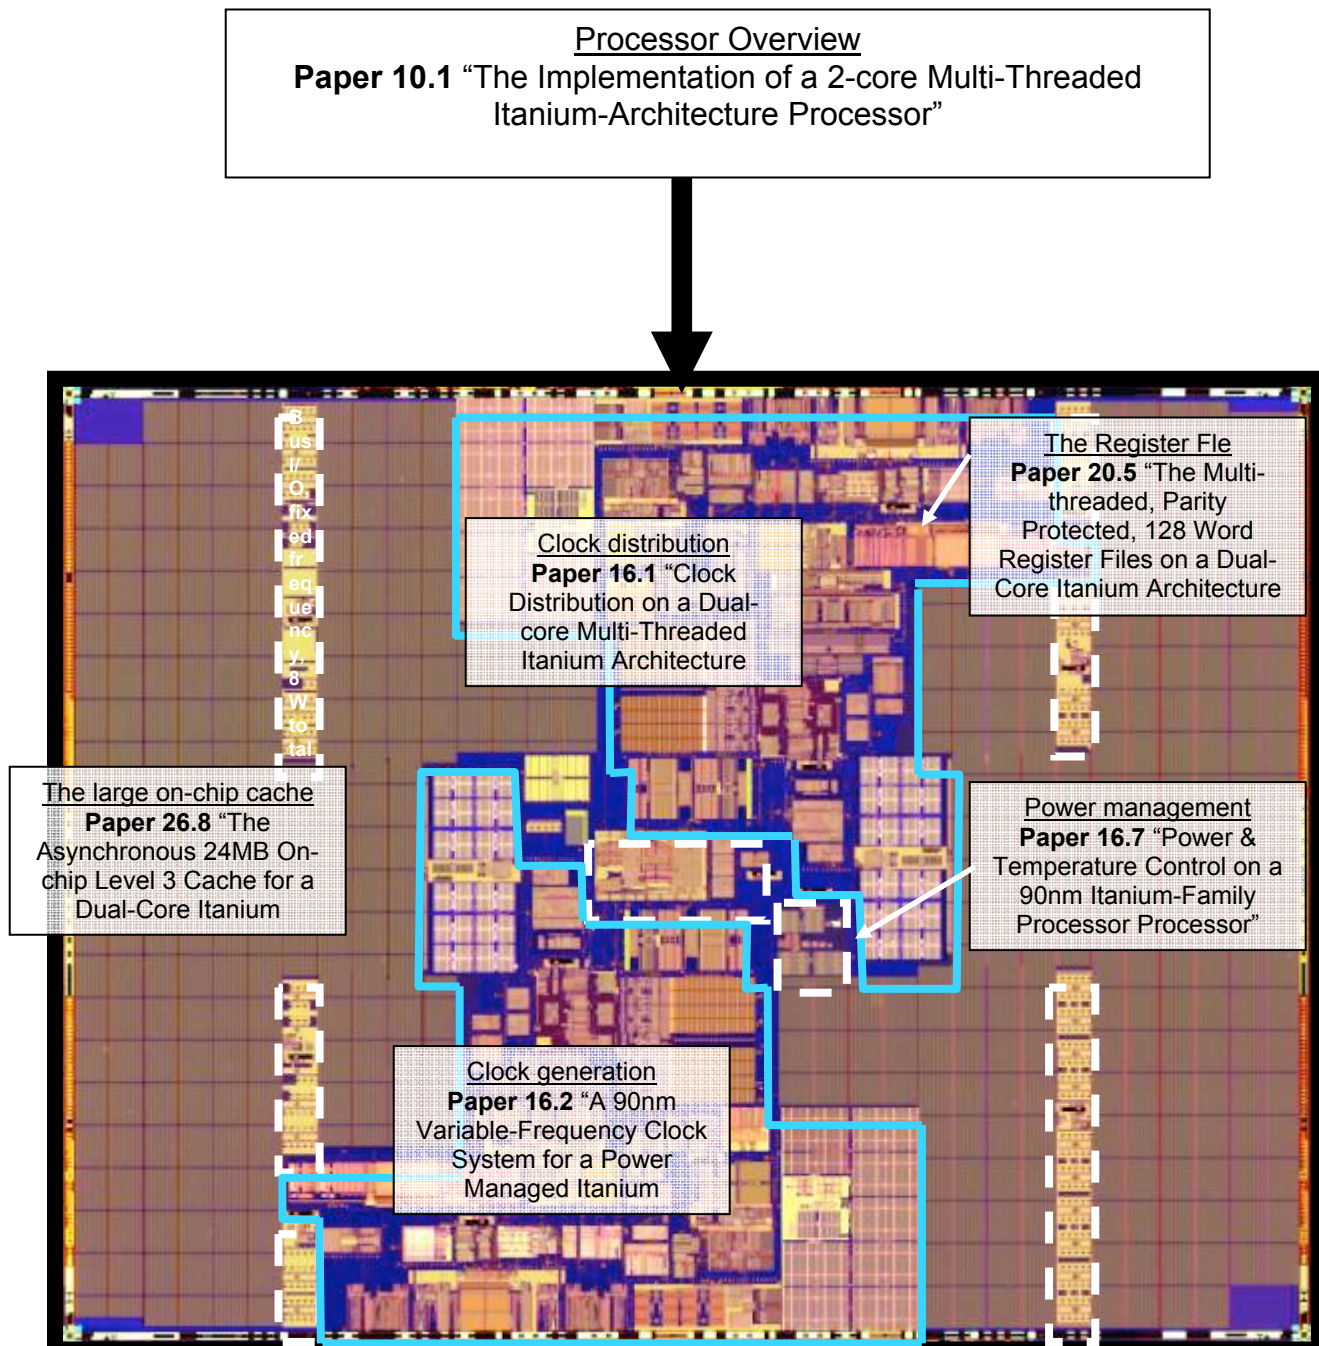 Processor Overview
Paper 10.1 “The Implementation of a 2-core Multi-Threaded
Itanium-Architecture Processor”
B
us
I/
O,
fix
ed
fr
eq
ue
nc
y,
8
W
to
tal
The Register Fle
Paper 20.5 “The Multi-
threaded, Parity
Protected, 128 Word
Register Files on a Dual-
Core Itanium Architecture
Clock distribution
Paper 16.1 “Clock
Distribution on a Dual-
core Multi-Threaded
Itanium Architecture
The large on-chip cache
Paper 26.8 “The
Asynchronous 24MB On-
chip Level 3 Cache for a
Dual-Core Itanium
Power management
Paper 16.7 “Power &
Temperature Control on a
90nm Itanium-Family
Processor Processor”
Clock generation
Paper 16.2 “A 90nm
Variable-Frequency Clock
System for a Power
Managed Itanium